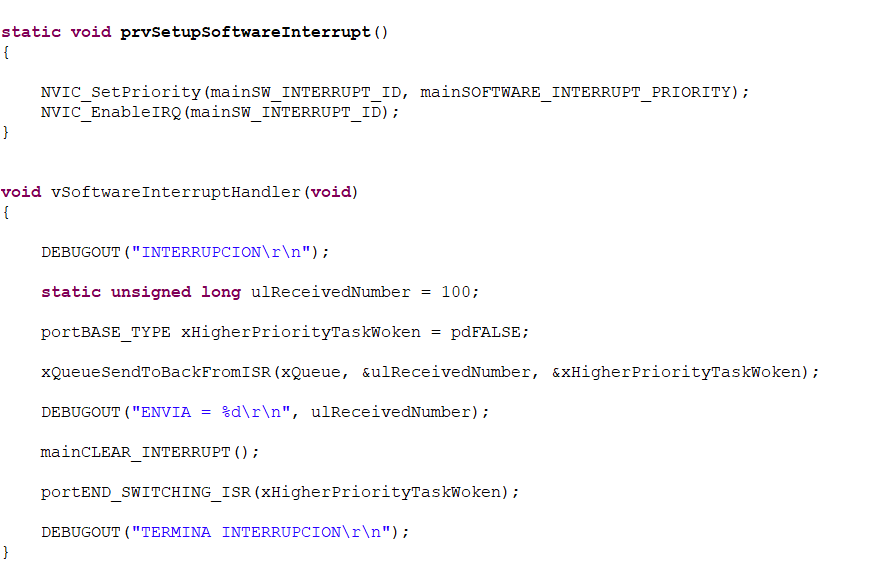 static void prvSetupSoftwareInterrupt()
{
NVIC_SetPriority(mainSW_INTERRUPT_ID, mainSOFTWARE_INTERRUPT_PRIORITY);
NVIC_EnableIRQ(mainSW_INTERRUPT_ID);
}
void vSoftwareInterruptHandler(void)
{
DEBUGOUT("INTERRUPCION\r\n");
static unsigned long ulReceivedNumber = 100;
portBASE_TYPE xHigherPriorityTaskWoken = pdFALSE;
xQueueSendToBackFromISR(xQueue, &ulReceivedNumber, &xHigherPriorityTaskWoken);
DEBUGOUT("ENVIA = %d\r\n", ulReceivedNumber);
mainCLEAR_INTERRUPT();
portEND_SWITCHING_ISR(xHigherPriorityTaskWoken);
DEBUGOUT("TERMINA INTERRUPCION\r\n");
}